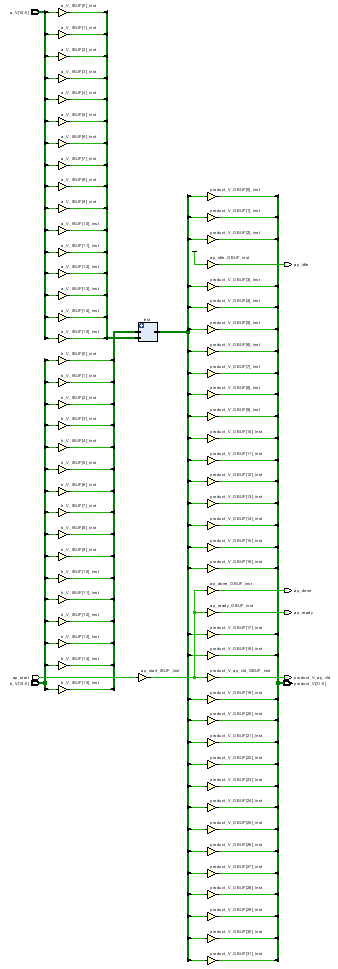 a_V[15:0]
a_V_IBUF[0]_inst
a_V_IBUF[1]_inst
a_V_IBUF[2]_inst
a_V_IBUF[3]_inst
a_V_IBUF[4]_inst
a_V_IBUF[5]_inst
a_V_IBUF[6]_inst
a_V_IBUF[7]_inst
a_V_IBUF[8]_inst
a_V_IBUF[9]_inst
a_V_IBUF[10]_inst
a_V_IBUF[11]_inst
a_V_IBUF[12]_inst
a_V_IBUF[13]_inst
a_V_IBUF[14]_inst
a_V_IBUF[15]_inst
b_V_IBUF[0]_inst
b_V_IBUF[1]_inst
b_V_IBUF[2]_inst
b_V_IBUF[3]_inst
b_V_IBUF[4]_inst
b_V_IBUF[5]_inst
b_V_IBUF[6]_inst
b_V_IBUF[7]_inst
b_V_IBUF[8]_inst
b_V_IBUF[9]_inst
b_V_IBUF[10]_inst
b_V_IBUF[11]_inst
b_V_IBUF[12]_inst
b_V_IBUF[13]_inst
b_V_IBUF[14]_inst
ap_start
b_V[15:0]
b_V_IBUF[15]_inst
ap_start_IBUF_inst
inst
product_V_OBUF[0]_inst
product_V_OBUF[1]_inst
product_V_OBUF[2]_inst
ap_idle_OBUF_inst
ap_idle
product_V_OBUF[3]_inst
product_V_OBUF[4]_inst
product_V_OBUF[5]_inst
product_V_OBUF[6]_inst
product_V_OBUF[7]_inst
product_V_OBUF[8]_inst
product_V_OBUF[9]_inst
product_V_OBUF[10]_inst
product_V_OBUF[11]_inst
product_V_OBUF[12]_inst
product_V_OBUF[13]_inst
product_V_OBUF[14]_inst
product_V_OBUF[15]_inst
product_V_OBUF[16]_inst
ap_done_OBUF_inst
ap_done
ap_ready_OBUF_inst
ap_ready
product_V_OBUF[17]_inst
product_V_OBUF[18]_inst
product_V_ap_vld_OBUF_inst
product_V_ap_vld
product_V[31:0]
product_V_OBUF[19]_inst
product_V_OBUF[20]_inst
product_V_OBUF[21]_inst
product_V_OBUF[22]_inst
product_V_OBUF[23]_inst
product_V_OBUF[24]_inst
product_V_OBUF[25]_inst
product_V_OBUF[26]_inst
product_V_OBUF[27]_inst
product_V_OBUF[28]_inst
product_V_OBUF[29]_inst
product_V_OBUF[30]_inst
product_V_OBUF[31]_inst